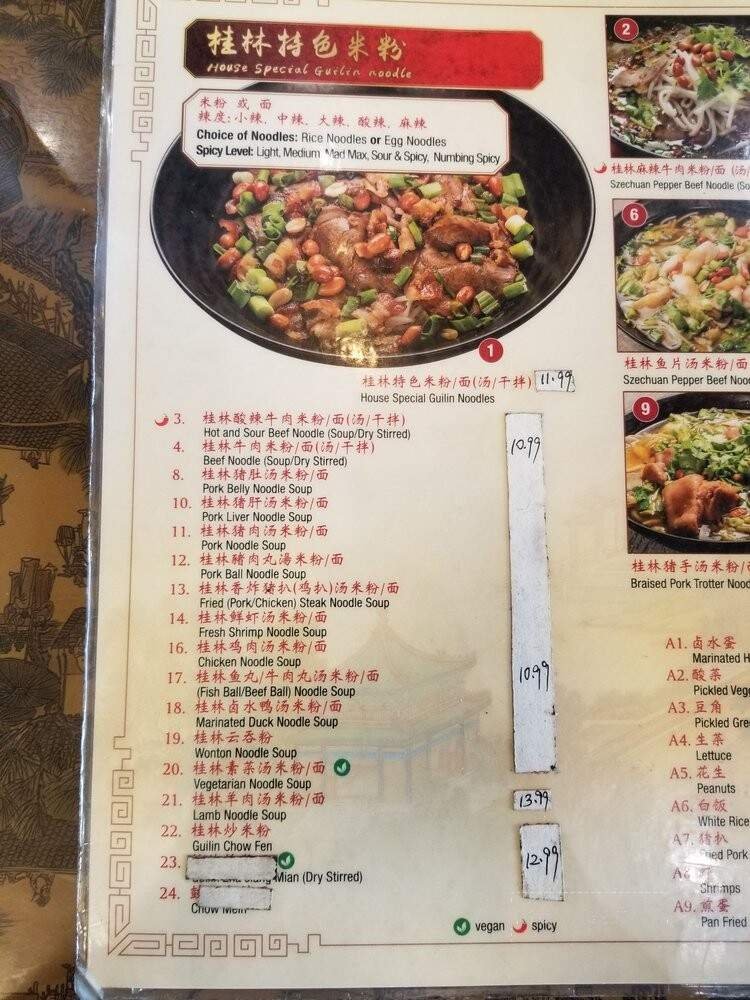 桂林特色米粉
House Special Guilin noodle
米粉 或 面
辣度:小辣、中辣、大辣、酸辣、麻辣
Choice of Noodles: Rice Noodles or Egg Noodles
Spicy Level: Light, Medium, Mad Max, Sour & Spicy, Numbing Spicy
1
桂林特色米粉/面(汤/干拌) 11.99
House Special Guilin Noodles
3. 桂林酸辣牛肉米粉/面(汤/干拌)
Hot and Sour Beef Noodle (Soup/Dry Stirred)
10.99
4. 桂林牛肉米粉/面(汤/干拌)
Beef Noodle (Soup/Dry Stirred)
8. 桂林猪肚汤米粉/面
Pork Belly Noodle Soup
10. 桂林猪肝汤米粉/面
Pork Liver Noodle Soup
11. 桂林猪肉汤米粉/面
Pork Noodle Soup
12. 桂林豬肉丸湯米粉/面
Pork Ball Noodle Soup
13. 桂林香炸猪扒(鸡扒)汤米粉/面
Fried (Pork/Chicken) Steak Noodle Soup
14. 桂林鲜虾汤米粉/面
Fresh Shrimp Noodle Soup
16. 桂林鸡肉汤米粉/面
Chicken Noodle Soup
17. 桂林鱼丸/牛肉丸汤米粉/面
10.99
(Fish Ball/Beef Ball) Noodle Soup
18. 桂林卤水鸭汤米粉/面
Marinated Duck Noodle Soup
19. 桂林云吞粉
Wonton Noodle Soup
20. 桂林素菜汤米粉/面
Vegetarian Noodle Soup
21. 桂林羊肉汤米粉/面 13.99
Lamb Noodle Soup
22. 桂林炒米粉
Guilin Chow Fen
12.99
23.
Mian (Dry Stirred)
24.
Chow Mein
vegan spicy
2
桂林麻辣牛肉米粉/面 (汤/
Szechuan Pepper Beef Noodle (So
6
桂林鱼片汤米粉/面
Szechuan Pepper Beef Nood
9
桂林猪手汤米粉/面
Braised Pork Trotter Nood
A1. 卤水蛋
Marinated H
A2. 酸菜
Pickled Veg
A3. 豆角
Pickled Gre
A4. 生菜
Lettuce
A5. 花生
Peanuts
A6. 白饭
White Rice
A7. 猪扒
Fried Pork
A8.
Shrimps
A9. 煎蛋
Pan Fried